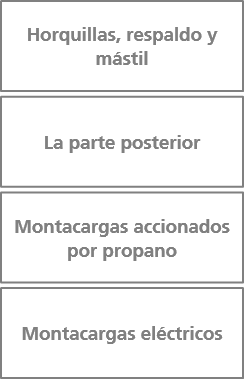 Horquillas, respaldo y
mástil
La parte posterior
Montacargas accionados
por propano
Montacargas eléctricos